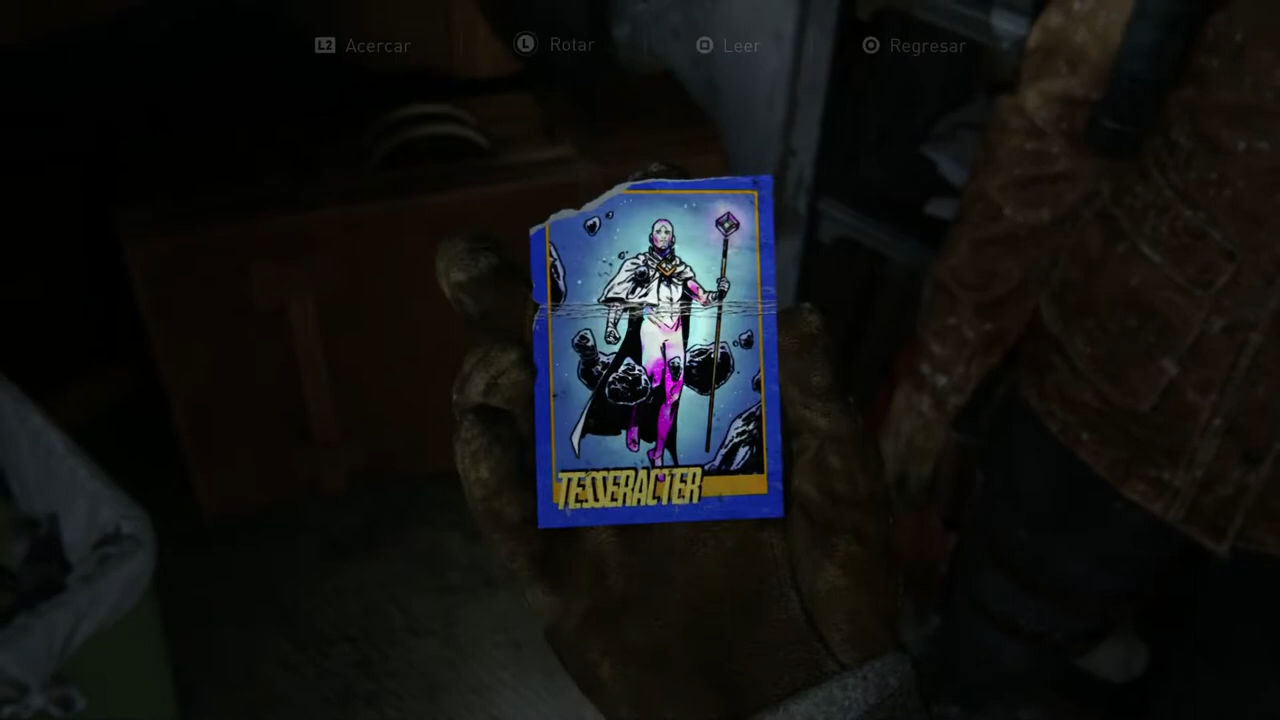 L2 Acercar
L Rotar
Leer
Regresar
TESSERACTER